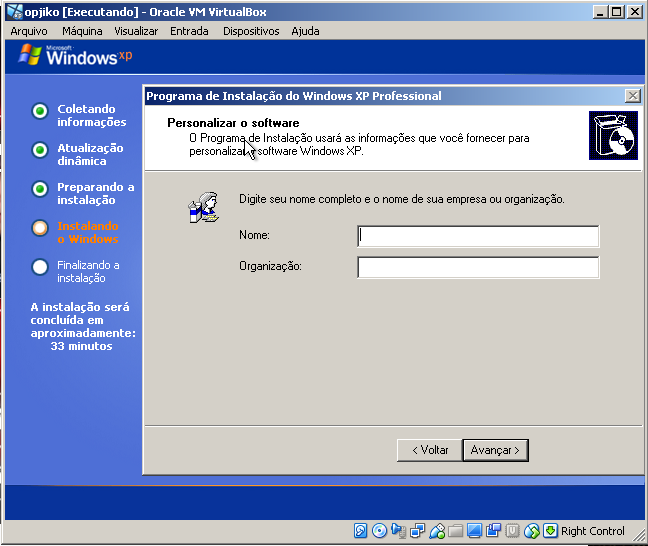 opjiko [Executando] - Oracle VM VirtualBox
Arquivo Máquina Visualizar Entrada Dispositivos Ajuda
Microsoft
Windows xp
Coletando
informações
Atualização
dinâmica
Preparando a
instalação
Instalando
o Windows
Finalizando a
instalação
A instalação será
concluída em
aproximadamente:
33 minutos
Programa de Instalação do Windows XP Professional
Personalizar o software
O Programa de Instalação usará as informações que você fornecer para
personalizar o software Windows XP.
Digite seu nome completo e o nome de sua empresa ou organização.
Nome:
Organização:
< Voltar
Avançar >
Right Control